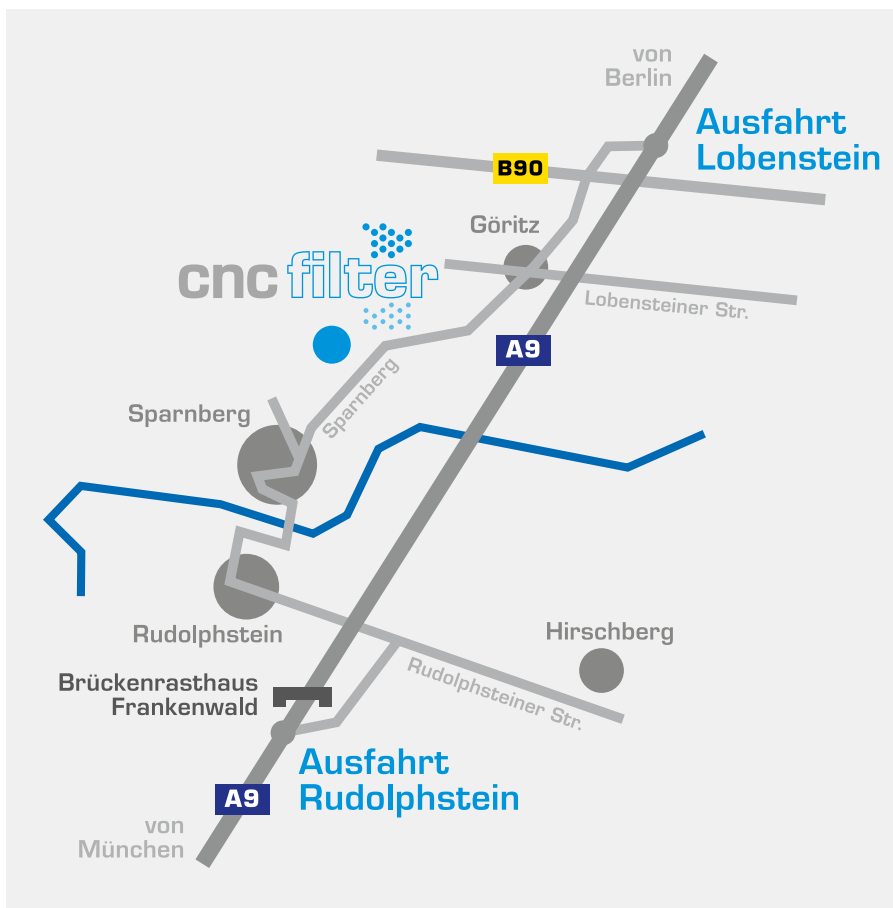 von
Berlin
Ausfahrt
Lobenstein
B90
Göritz
cnc filter
Lobensteiner Str.
A9
Sparnberg
Sparnberg
Rudolphstein
Hirschberg
Rudolphsteiner Str.
Brückenrasthaus
Frankenwald
Ausfahrt
Rudolphstein
A9
von
München